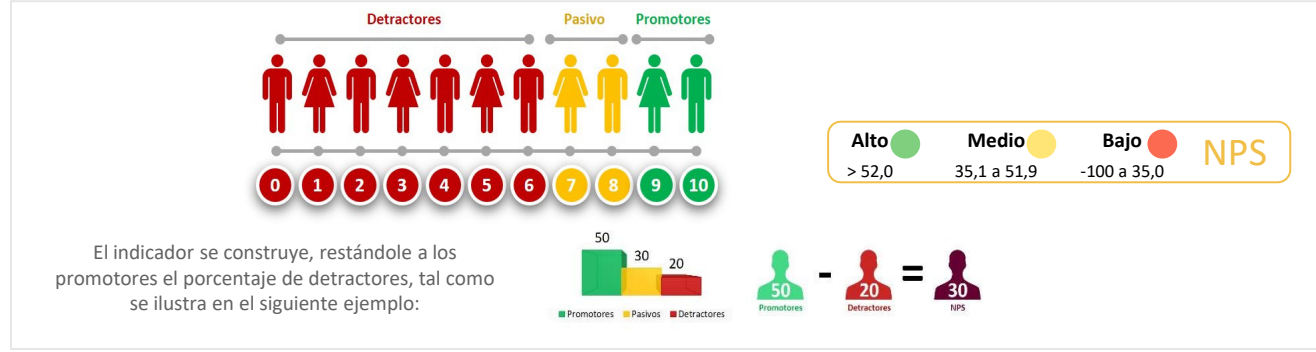 Detractores Pasivo Promotores
0 1 2 3 4 5 6 7 8 9 10
Alto Medio Bajo NPS
> 52,0 35,1 a 51,9 -100 a 35,0
El indicador se construye, restándole a los
promotores el porcentaje de detractores, tal como
se ilustra en el siguiente ejemplo:
50
30
20
Promotores Pasivos Detractores
50 - 20 = 30
Promotores Detractores NPS